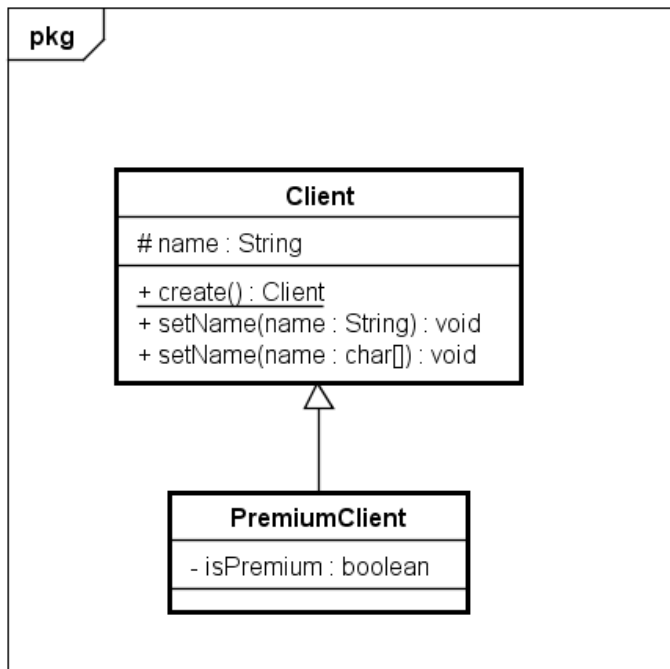 pkg
Client
# name : String
+ create() : Client
+ setName(name : String) : void
+ setName(name : char[]) : void
PremiumClient
- isPremium : boolean